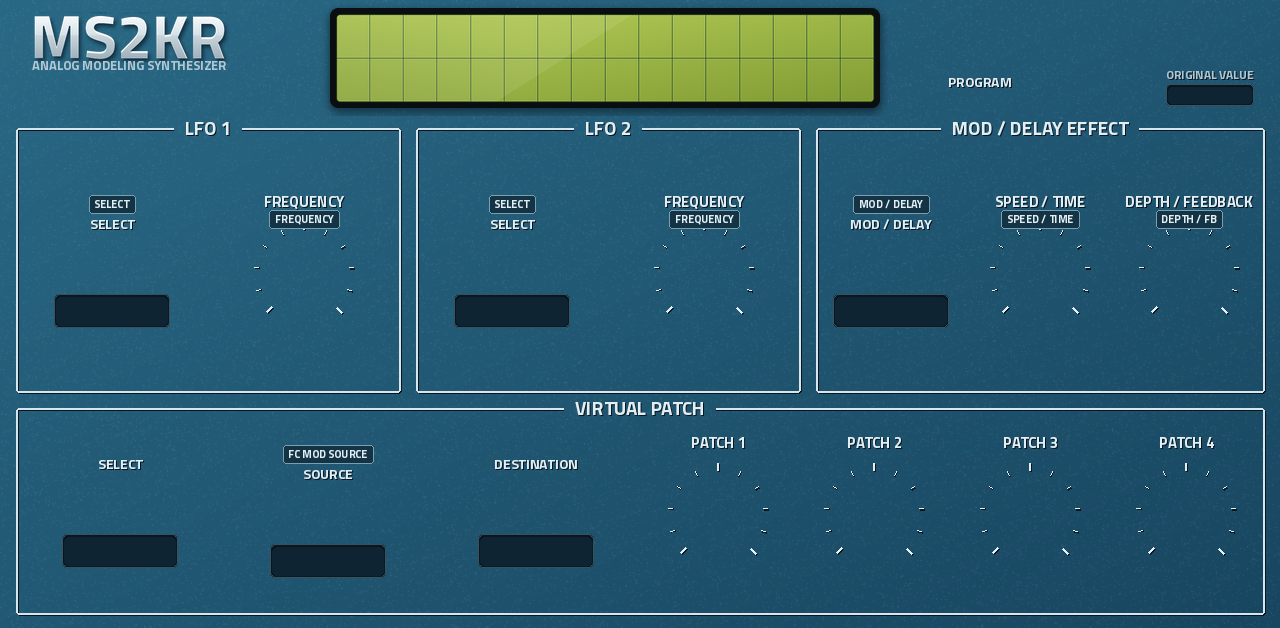 MS2KR
ANALOG MODELING SYNTHESIZER
PROGRAM
ORIGINAL VALUE
LFO 1
SELECT
SELECT
FREQUENCY
FREQUENCY
LFO 2
SELECT
SELECT
FREQUENCY
FREQUENCY
MOD / DELAY EFFECT
MOD / DELAY
MOD / DELAY
SPEED / TIME
SPEED / TIME
DEPTH / FEEDBACK
DEPTH / FB
VIRTUAL PATCH
SELECT
FC MOD SOURCE
SOURCE
DESTINATION
PATCH 1
PATCH 2
PATCH 3
PATCH 4